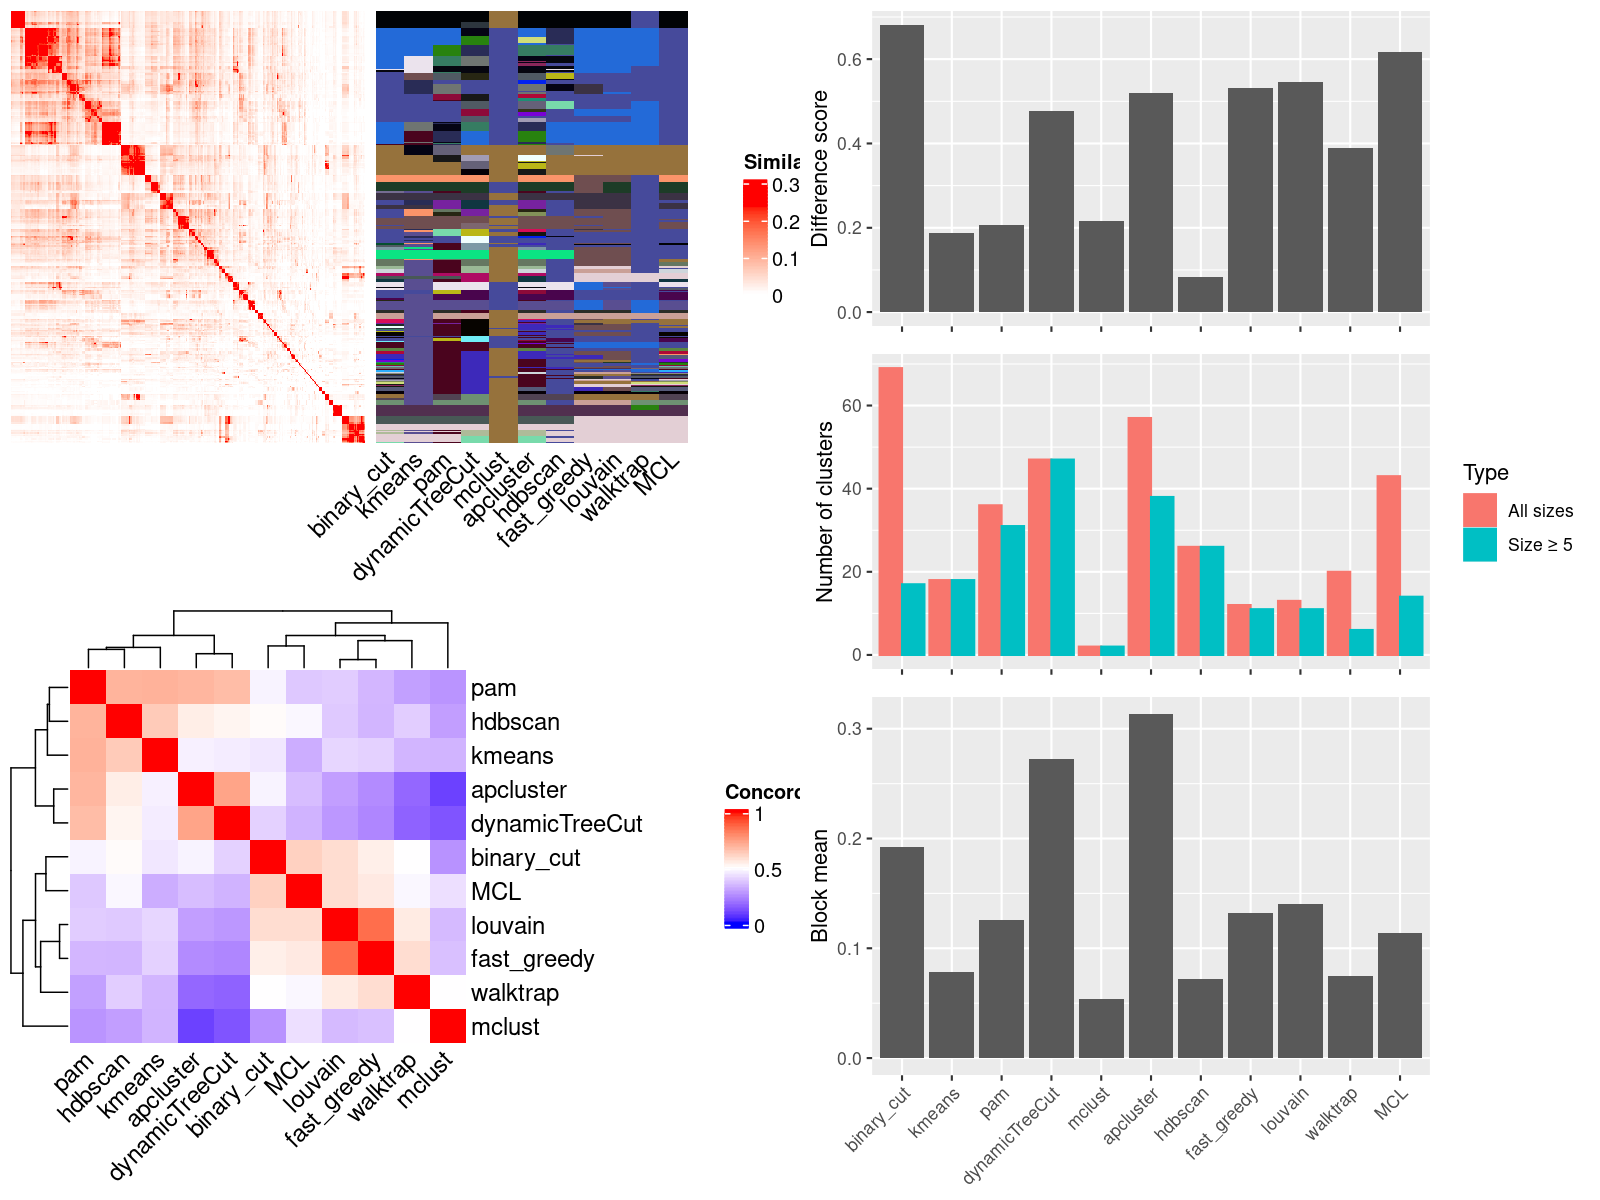 Simila
0.3
0.2
0.1
0
binary_cut
kmeans
pam
dynamicTreeCut
mclust
apcluster
hdbscan
fast_greedy
louvain
walktrap
MCL
pam
hdbscan
kmeans
apcluster
dynamicTreeCut
binary_cut
MCL
louvain
fast_greedy
walktrap
mclust
pam
hdbscan
kmeans
apcluster
dynamicTreeCut
binary_cut
MCL
louvain
fast_greedy
walktrap
mclust
Concord
1
0.5
0
Difference score
0.6
0.4
0.2
0.0
Number of clusters
60
40
20
0
Type
All sizes
Size ≥ 5
Block mean
0.3
0.2
0.1
0.0
binary_cut
kmeans
pam
dynamicTreeCut
mclust
apcluster
hdbscan
fast_greedy
louvain
walktrap
MCL